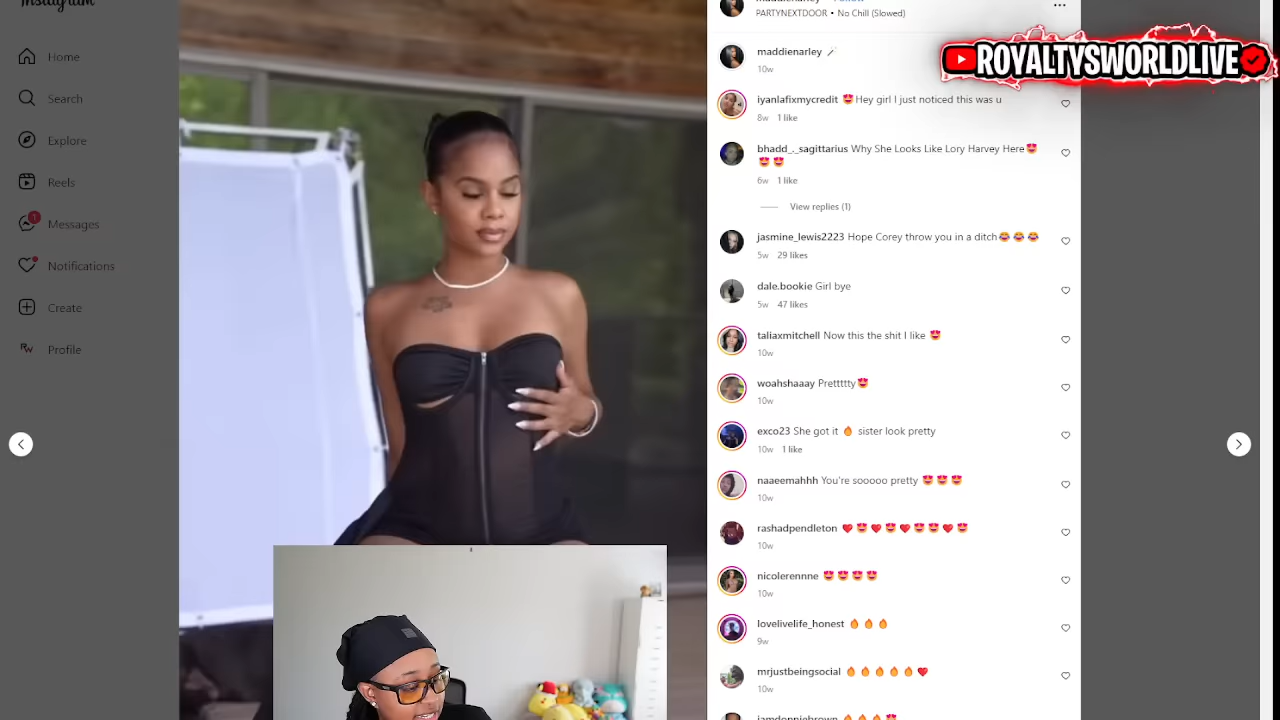 Instagram
Home
Search
Explore
Reels
1
Messages
Notifications
Create
Profile
PARTYNEXTDOOR • No Chill (Slowed)
maddienarley 🪄
10w
ROYALTYSWORLDLIVE
iyanlafixmycredit 😍Hey girl I just noticed this was u
8w 1 like
bhadd_._sagittarius Why She Looks Like Lory Harvey Here😍
😍😍
6w 1 like
View replies (1)
jasmine_lewis2223 Hope Corey throw you in a ditch😂😂😂
5w 29 likes
dale.bookie Girl bye
5w 47 likes
taliaxmitchell Now this the shit I like 😍
10w
woahshaaay Prettttty😍
10w
exco23 She got it 🔥 sister look pretty
10w 1 like
naaeemahhh You're sooooo pretty 😍😍😍
10w
rashadpendleton ❤️😍❤️😍❤️😍😍❤️😍
10w
nicolerennne 😍😍😍😍
10w
lovelivelife_honest 🔥🔥🔥
9w
mrjustbeingsocial 🔥🔥🔥🔥🔥❤️
10w